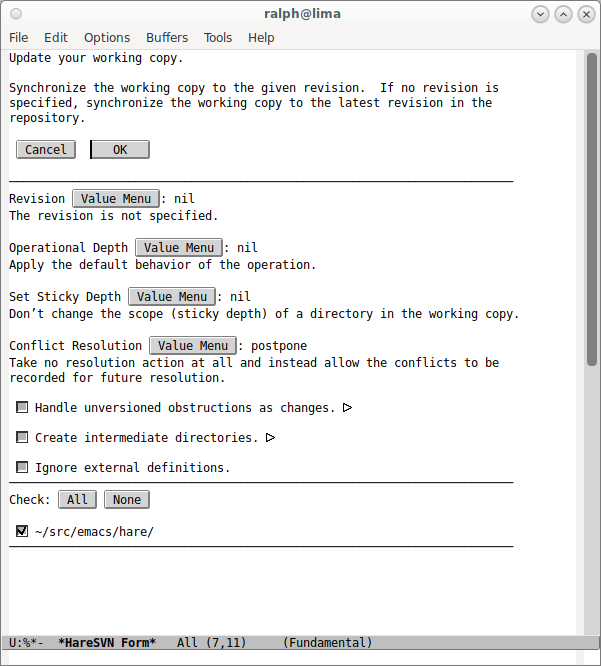 ralph@lima
File Edit Options Buffers Tools Help
Update your working copy.
Synchronize the working copy to the given revision.  If no revision is
specified, synchronize the working copy to the latest revision in the
repository.
Cancel OK
Revision Value Menu: nil
The revision is not specified.
Operational Depth Value Menu: nil
Apply the default behavior of the operation.
Set Sticky Depth Value Menu: nil
Don’t change the scope (sticky depth) of a directory in the working copy.
Conflict Resolution Value Menu: postpone
Take no resolution action at all and instead allow the conflicts to be
recorded for future resolution.
Handle unversioned obstructions as changes.
Create intermediate directories.
Ignore external definitions.
Check: All None
~/src/emacs/hare/
U:%*-  *HareSVN Form*   All (7,11)     (Fundamental)